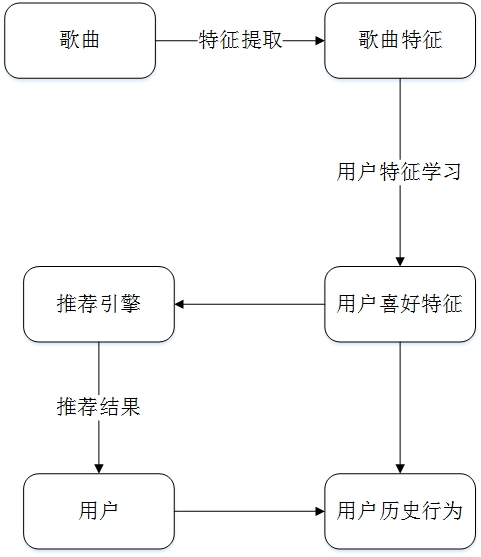 歌曲
特征提取
歌曲特征
用户特征学习
推荐引擎
用户喜好特征
推荐结果
用户
用户历史行为